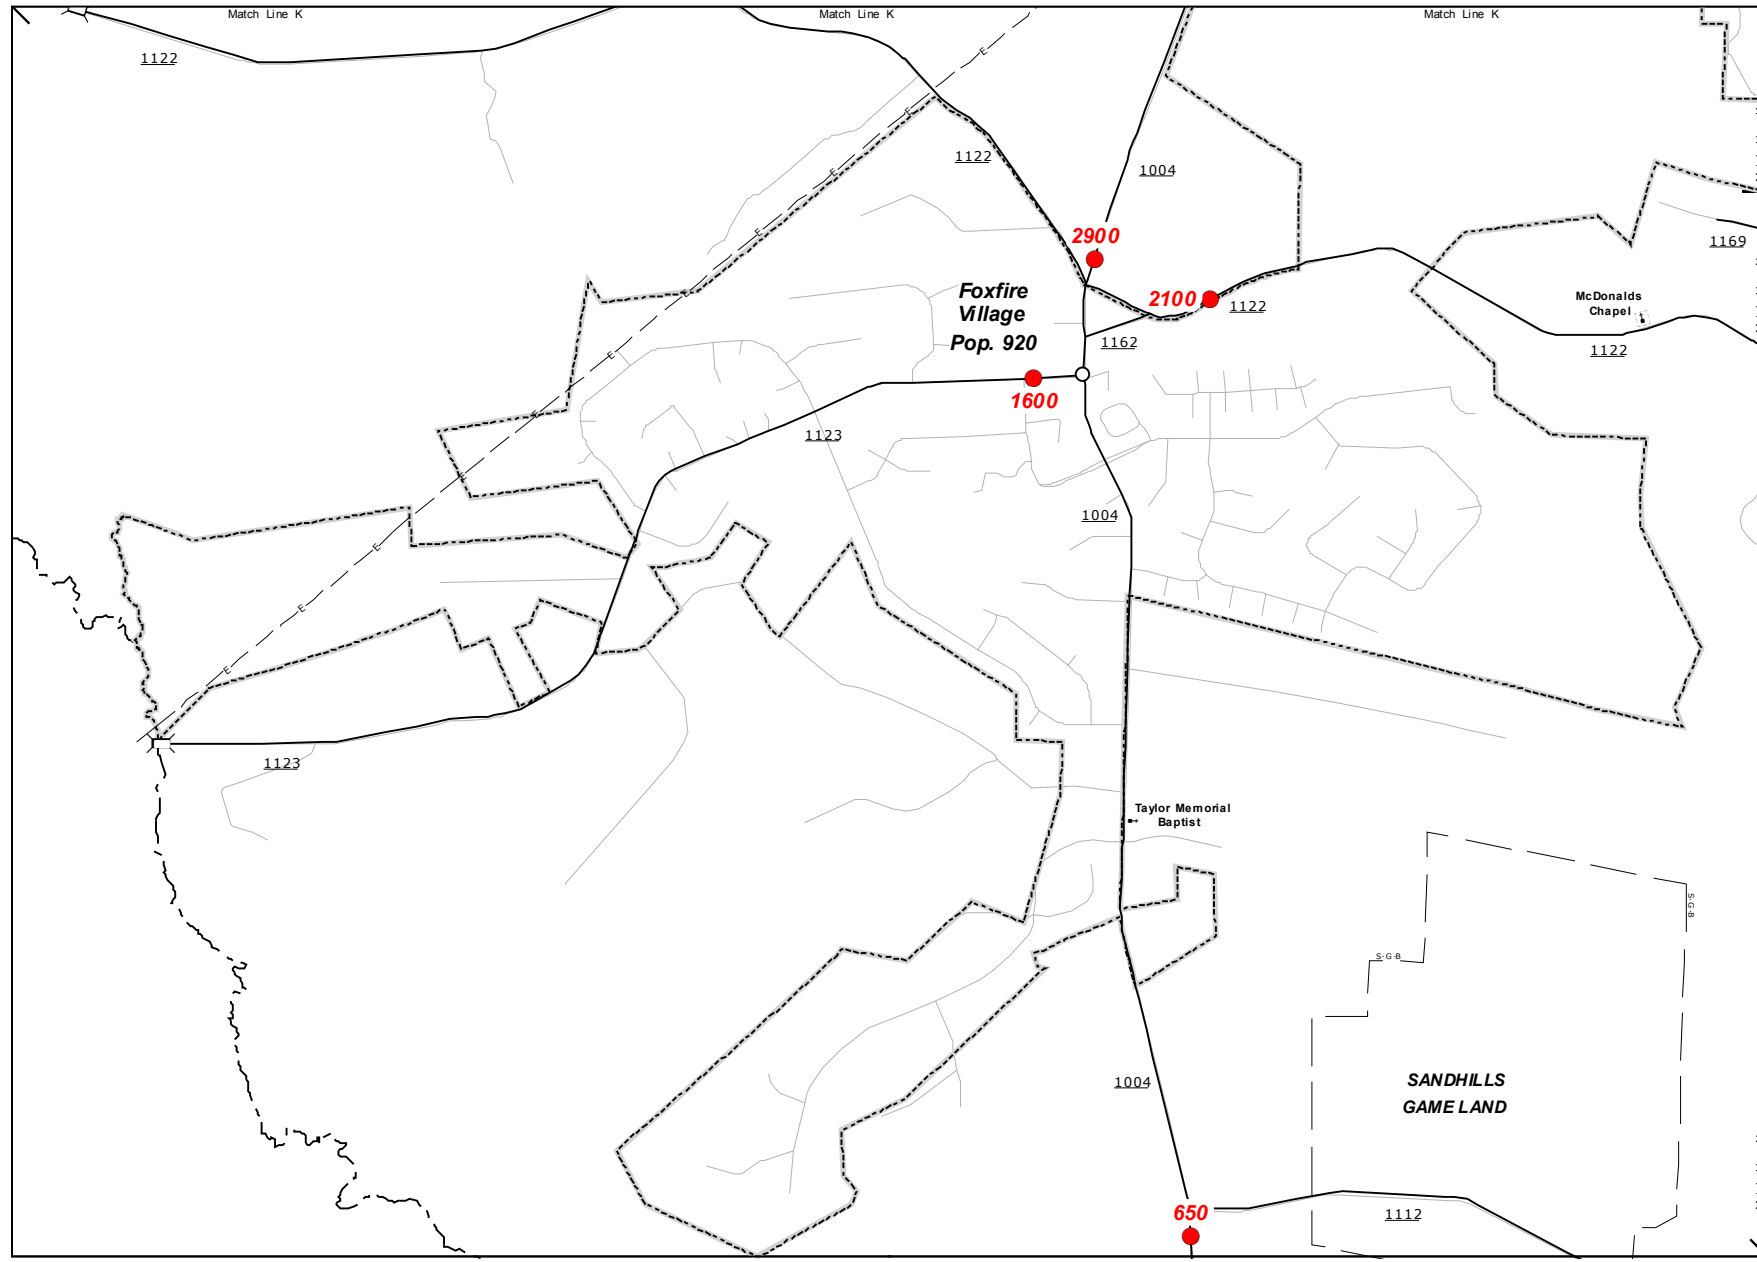 Match Line K
Match Line K
Match Line K
1122
E
E
1122
1004
E
2900
E
1169
Foxfire
Village
Pop. 920
2100
1122
McDonalds
Chapel
E
1162
1122
E
1600
E
1123
E
1004
E
E
E
1123
Taylor Memorial
Baptist
S-G-B
S-G-B
1004
SANDHILLS
GAME LAND
650
1112